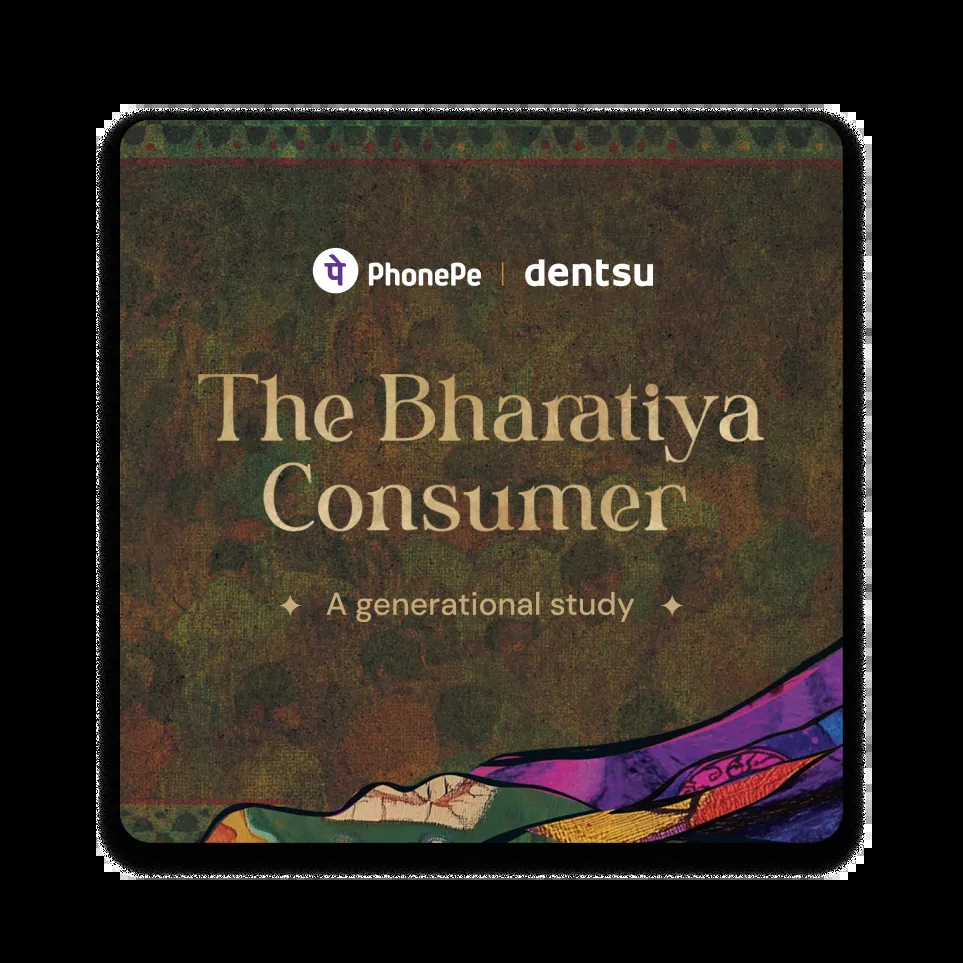 पे PhonePe | dentsu
The Bharatiya
Consumer
A generational study